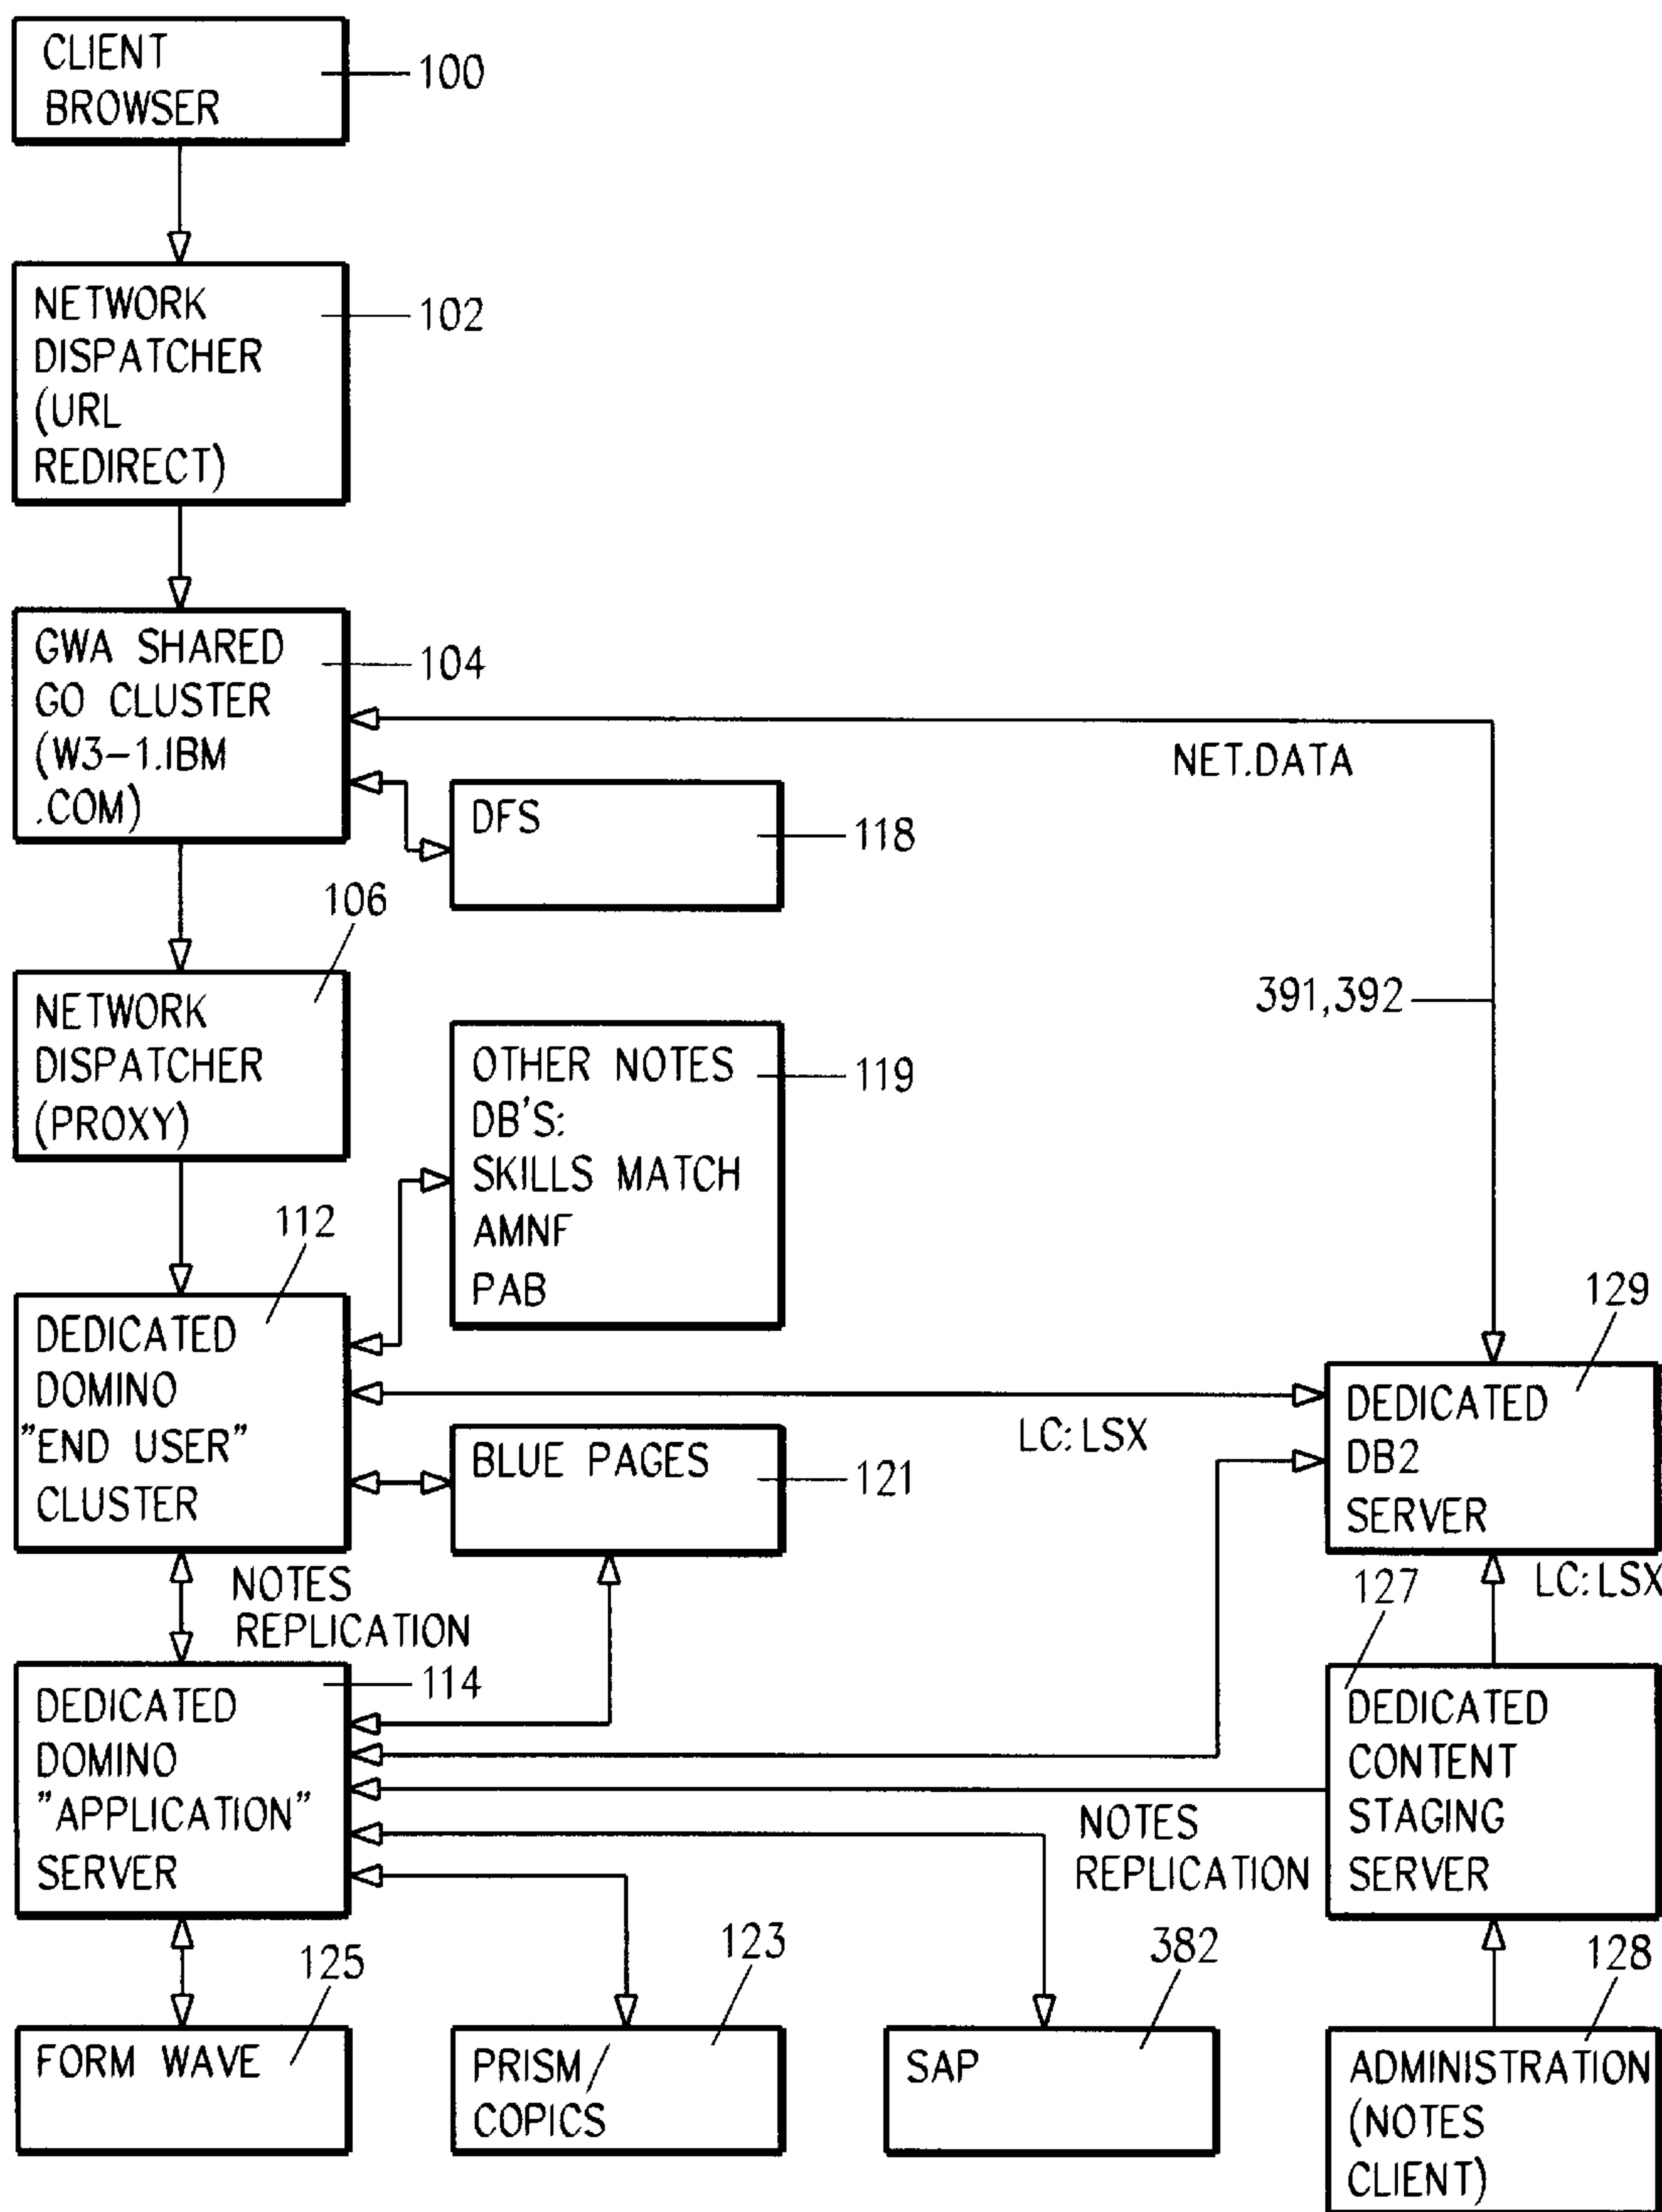 CLIENT
BROWSER
100
NETWORK
DISPATCHER
(URL
REDIRECT)
102
GWA SHARED
GO CLUSTER
(W3-1.IBM
.COM)
104
NET.DATA
DFS
118
106
NETWORK
DISPATCHER
(PROXY)
391,392
OTHER NOTES
DB'S:
SKILLS MATCH
AMNF
PAB
119
112
DEDICATED
DOMINO
"END USER"
CLUSTER
129
DEDICATED
DB2
SERVER
LC:LSX
BLUE PAGES
121
NOTES
REPLICATION
127
LC:LSX
114
DEDICATED
DOMINO
"APPLICATION"
SERVER
DEDICATED
CONTENT
STAGING
SERVER
NOTES
REPLICATION
125
FORM WAVE
123
PRISM/
COPICS
382
SAP
128
ADMINISTRATION
(NOTES
CLIENT)